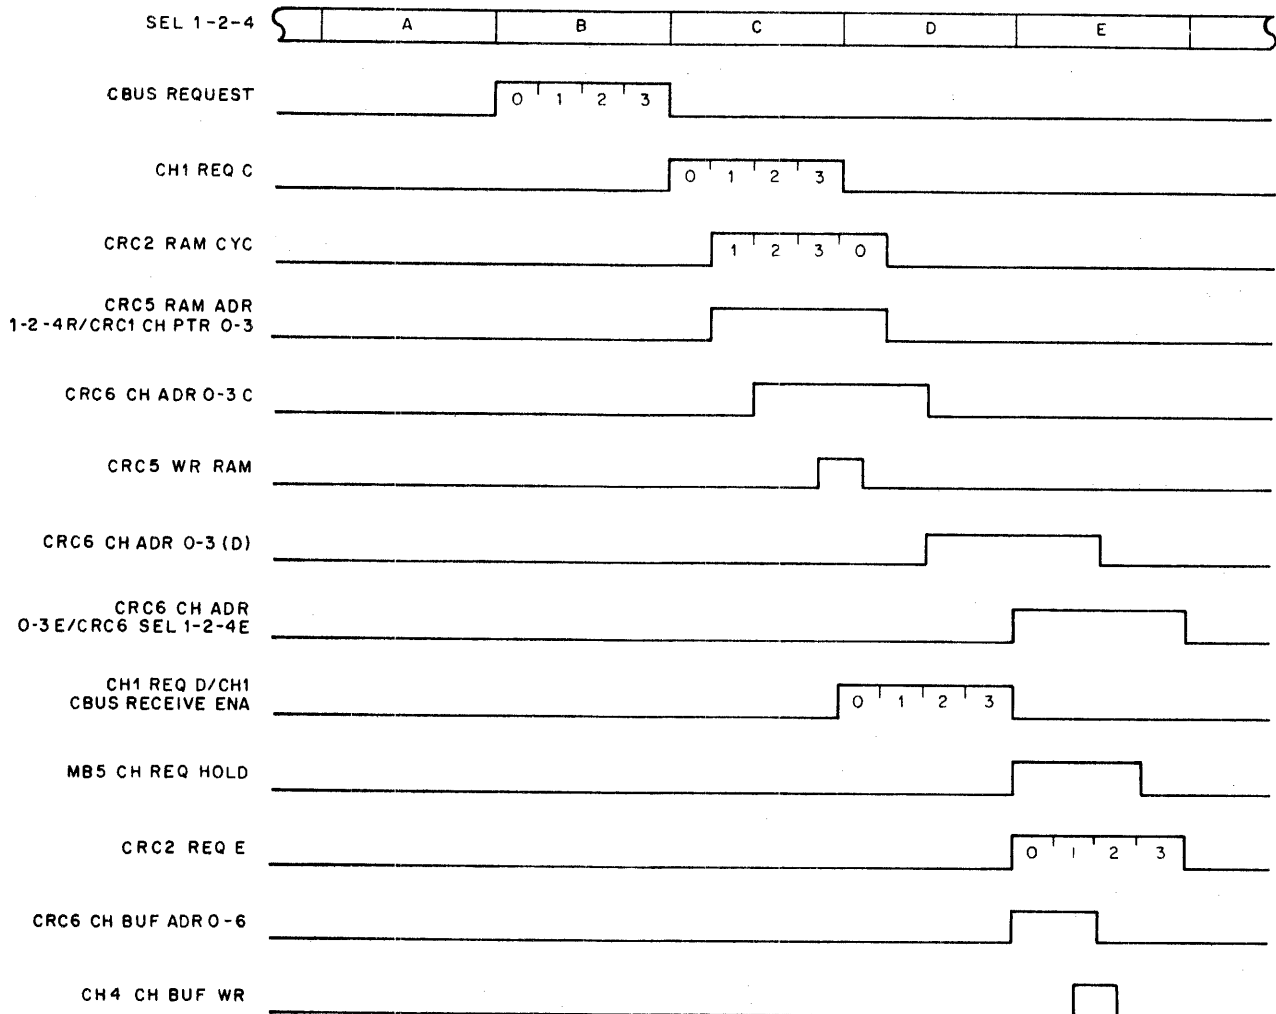 SEL 1-2-4
A B C D E
CBUS REQUEST
0 1 2 3
CH1 REQ C
0 1 2 3
CRC2 RAM CYC
1 2 3 0
CRC5 RAM ADR
1-2-4R/CRC1 CH PTR 0-3
CRC6 CH ADR 0-3 C
CRC5 WR RAM
CRC6 CH ADR 0-3 (D)
CRC6 CH ADR
0-3 E/CRC6 SEL 1-2-4E
CH1 REQ D/CH1
CBUS RECEIVE ENA
0 1 2 3
MB5 CH REQ HOLD
CRC2 REQ E
0 1 2 3
CRC6 CH BUF ADR 0-6
CH4 CH BUF WR